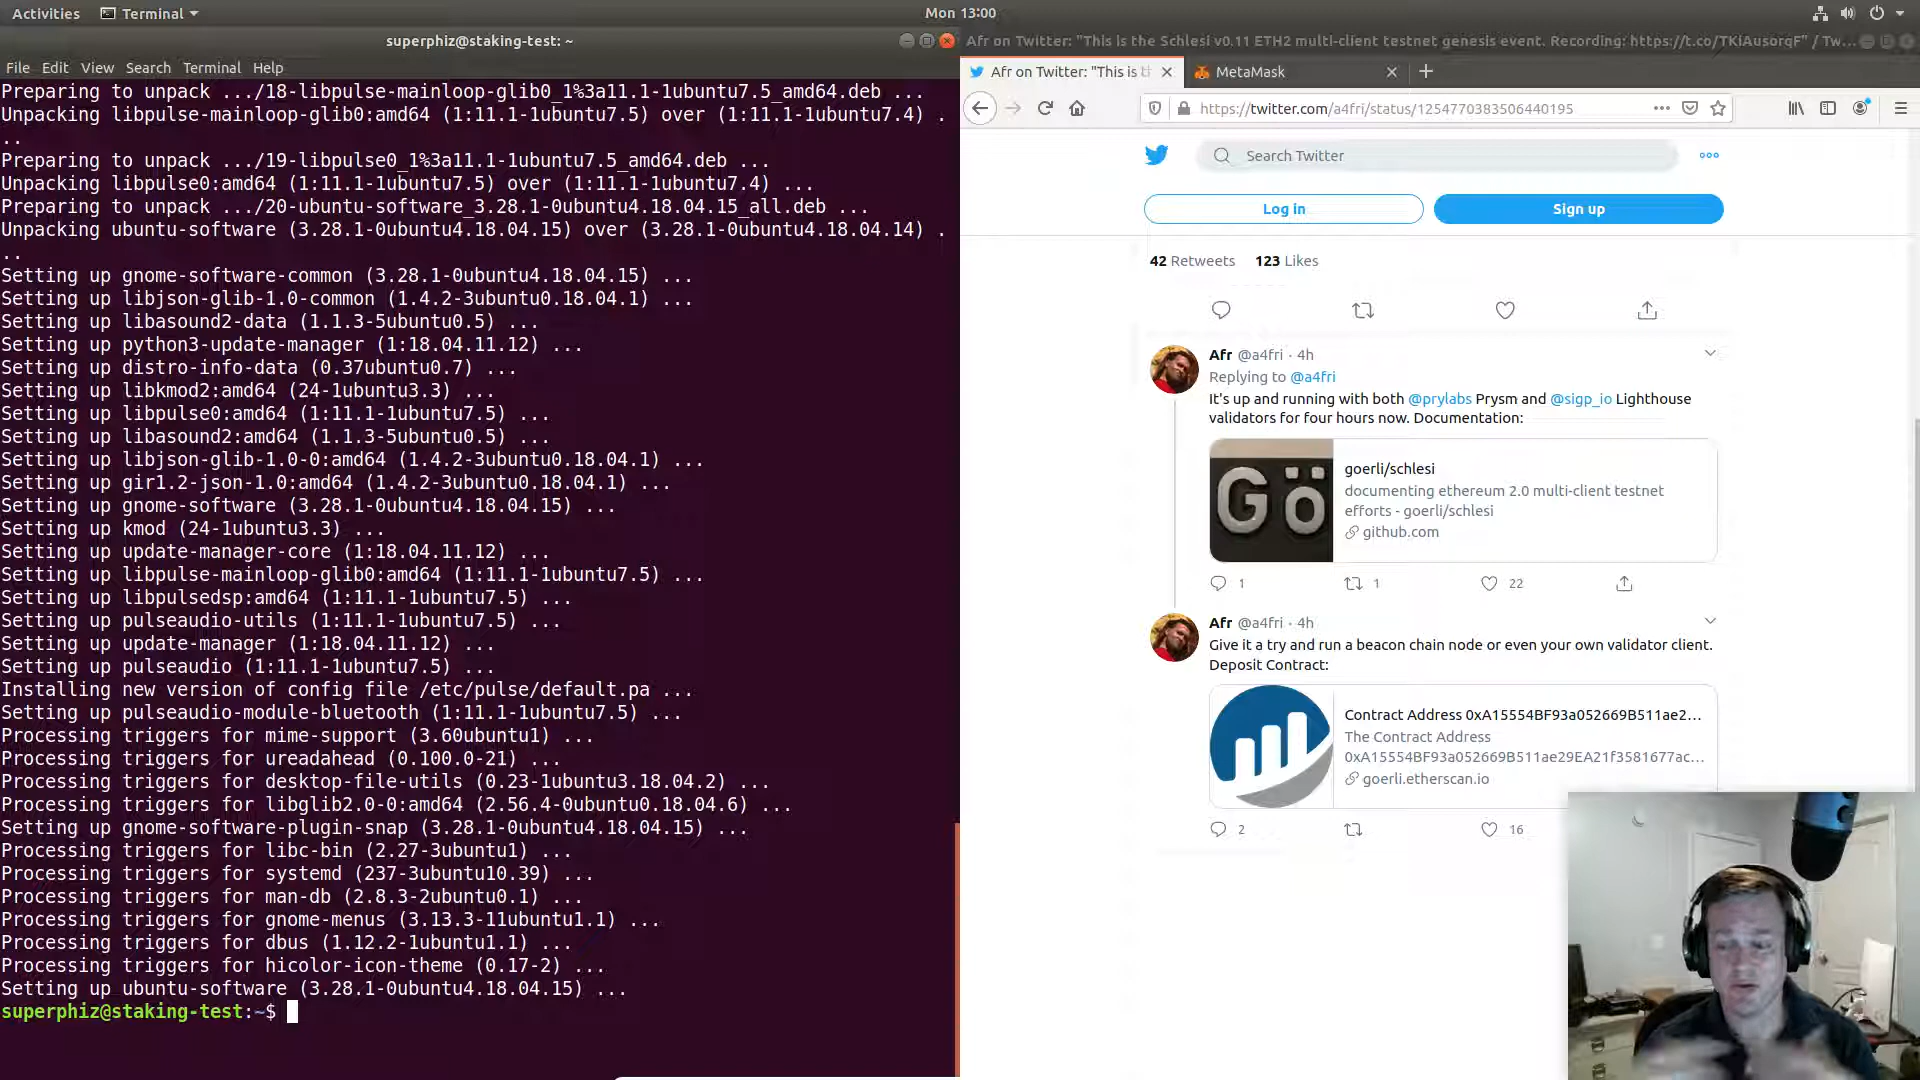 Activities Terminal Mon 13:00
superphiz@staking-test: ~
File Edit View Search Terminal Help
Preparing to unpack .../18-libpulse-mainloop-glib0_1%3a11.1-1ubuntu7.5_amd64.deb ...
Unpacking libpulse-mainloop-glib0:amd64 (1:11.1-1ubuntu7.5) over (1:11.1-1ubuntu7.4) .
..
Preparing to unpack .../19-libpulse0_1%3a11.1-1ubuntu7.5_amd64.deb ...
Unpacking libpulse0:amd64 (1:11.1-1ubuntu7.5) over (1:11.1-1ubuntu7.4) ...
Preparing to unpack .../20-ubuntu-software_3.28.1-0ubuntu4.18.04.15_all.deb ...
Unpacking ubuntu-software (3.28.1-0ubuntu4.18.04.15) over (3.28.1-0ubuntu4.18.04.14) .
..
Setting up gnome-software-common (3.28.1-0ubuntu4.18.04.15) ...
Setting up libjson-glib-1.0-common (1.4.2-3ubuntu0.18.04.1) ...
Setting up libasound2-data (1.1.3-5ubuntu0.5) ...
Setting up python3-update-manager (1:18.04.11.12) ...
Setting up distro-info-data (0.37ubuntu0.7) ...
Setting up libkmod2:amd64 (24-1ubuntu3.3) ...
Setting up libpulse0:amd64 (1:11.1-1ubuntu7.5) ...
Setting up libasound2:amd64 (1.1.3-5ubuntu0.5) ...
Setting up libjson-glib-1.0-0:amd64 (1.4.2-3ubuntu0.18.04.1) ...
Setting up gir1.2-json-1.0:amd64 (1.4.2-3ubuntu0.18.04.1) ...
Setting up gnome-software (3.28.1-0ubuntu4.18.04.15) ...
Setting up kmod (24-1ubuntu3.3) ...
Setting up update-manager-core (1:18.04.11.12) ...
Setting up libpulse-mainloop-glib0:amd64 (1:11.1-1ubuntu7.5) ...
Setting up libpulsedsp:amd64 (1:11.1-1ubuntu7.5) ...
Setting up pulseaudio-utils (1:11.1-1ubuntu7.5) ...
Setting up update-manager (1:18.04.11.12) ...
Setting up pulseaudio (1:11.1-1ubuntu7.5) ...
Installing new version of config file /etc/pulse/default.pa ...
Setting up pulseaudio-module-bluetooth (1:11.1-1ubuntu7.5) ...
Processing triggers for mime-support (3.60ubuntu1) ...
Processing triggers for ureadahead (0.100.0-21) ...
Processing triggers for desktop-file-utils (0.23-1ubuntu3.18.04.2) ...
Processing triggers for libglib2.0-0:amd64 (2.56.4-0ubuntu0.18.04.6) ...
Setting up gnome-software-plugin-snap (3.28.1-0ubuntu4.18.04.15) ...
Processing triggers for libc-bin (2.27-3ubuntu1) ...
Processing triggers for systemd (237-3ubuntu10.39) ...
Processing triggers for man-db (2.8.3-2ubuntu0.1) ...
Processing triggers for gnome-menus (3.13.3-11ubuntu1.1) ...
Processing triggers for dbus (1.12.2-1ubuntu1.1) ...
Processing triggers for hicolor-icon-theme (0.17-2) ...
Setting up ubuntu-software (3.28.1-0ubuntu4.18.04.15) ...
superphiz@staking-test:~$
Afr on Twitter: "This is the Schlesi v0.11 ETH2 multi-client testnet genesis event. Recording: https://t.co/TKlAusorqF" / Tw...
Afr on Twitter: "This is t MetaMask
https://twitter.com/a4fri/status/1254770383506440195
Search Twitter
Log in Sign up
42 Retweets 123 Likes
Afr @a4fri · 4h
Replying to @a4fri
It's up and running with both @prylabs Prysm and @sigp_io Lighthouse
validators for four hours now. Documentation:
Gö
goerli/schlesi
documenting ethereum 2.0 multi-client testnet
efforts - goerli/schlesi
github.com
1 1 22
Afr @a4fri · 4h
Give it a try and run a beacon chain node or even your own validator client.
Deposit Contract:
Contract Address 0xA15554BF93a052669B511ae2...
The Contract Address
0xA15554BF93a052669B511ae29EA21f3581677ac...
goerli.etherscan.io
2 16